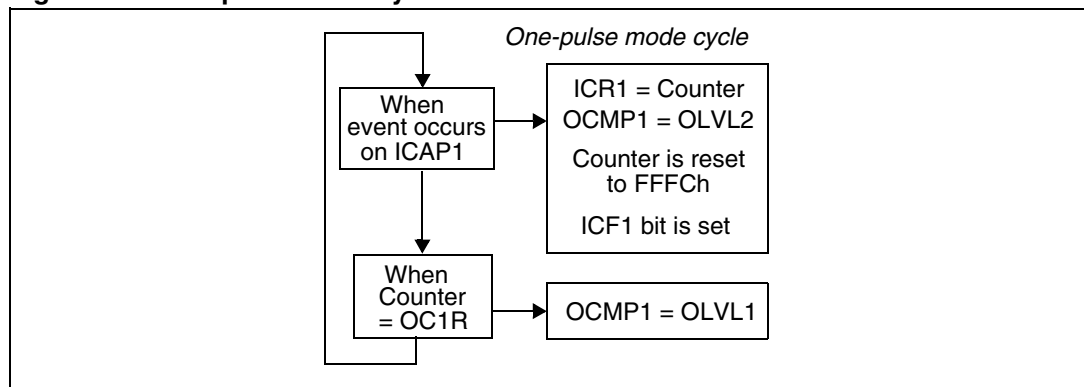 One-pulse mode cycle
When
event occurs
on ICAP1
ICR1 = Counter
OCMP1 = OLVL2
Counter is reset
to FFFCh
ICF1 bit is set
When
Counter
= OC1R
OCMP1 = OLVL1